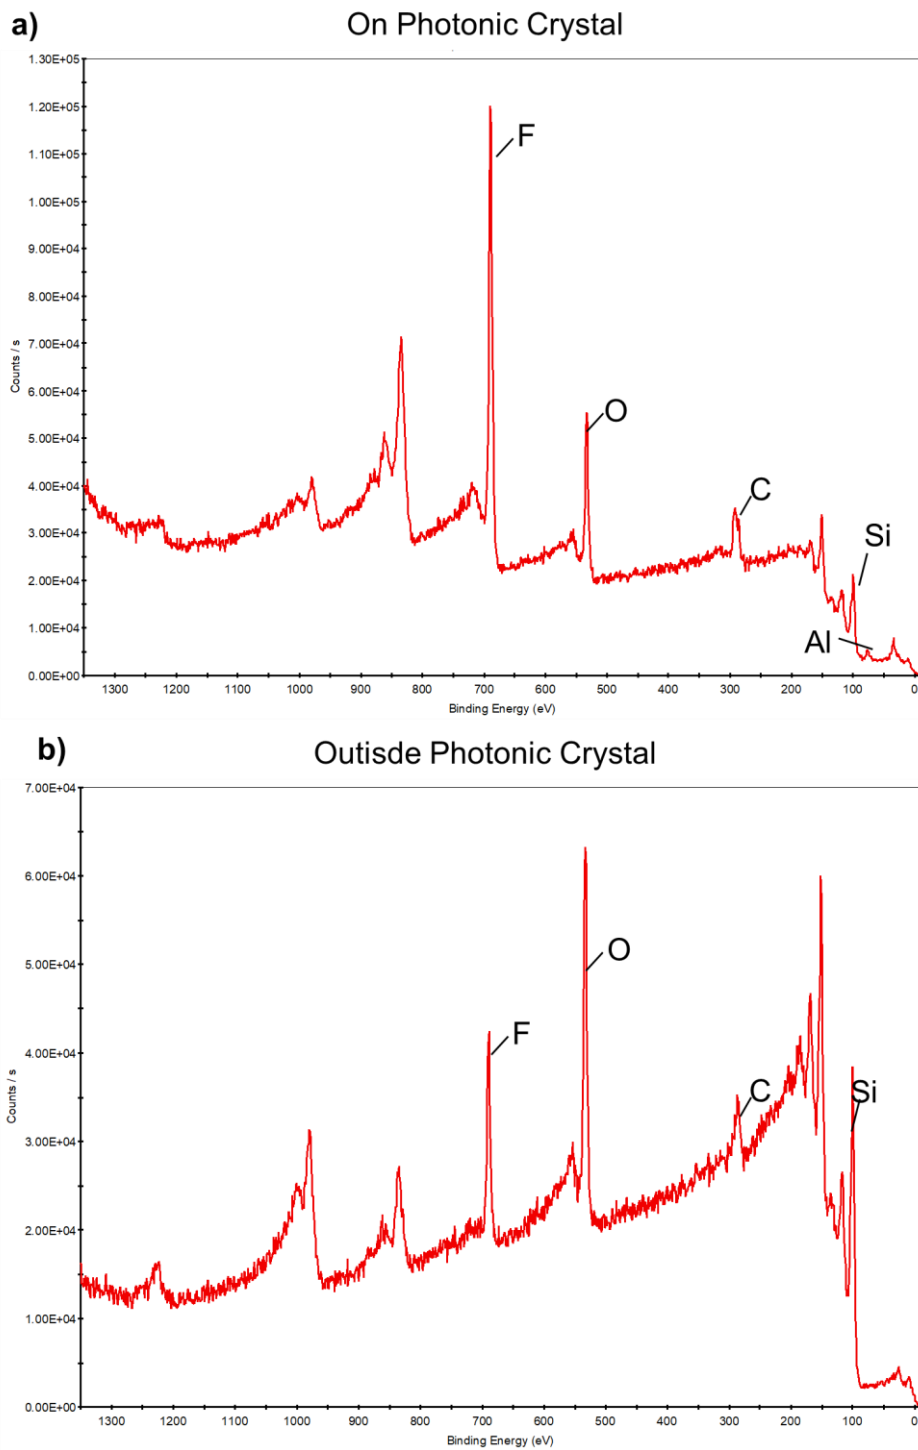 a)
On Photonic Crystal
1.30E+05
1.20E+05
F
1.10E+05
1.00E+05
9.00E+04
8.00E+04
7.00E+04
Counts / s
6.00E+04
O
5.00E+04
C
4.00E+04
Si
3.00E+04
2.00E+04
1.00E+04
Al
0.00E+00
1300 1200 1100 1000 900 800 700 600 500 400 300 200 100 0
Binding Energy (eV)
b)
Outisde Photonic Crystal
7.00E+04
6.00E+04
O
5.00E+04
F
4.00E+04
Counts / s
C
Si
3.00E+04
2.00E+04
1.00E+04
0.00E+00
1300 1200 1100 1000 900 800 700 600 500 400 300 200 100 0
Binding Energy (eV)